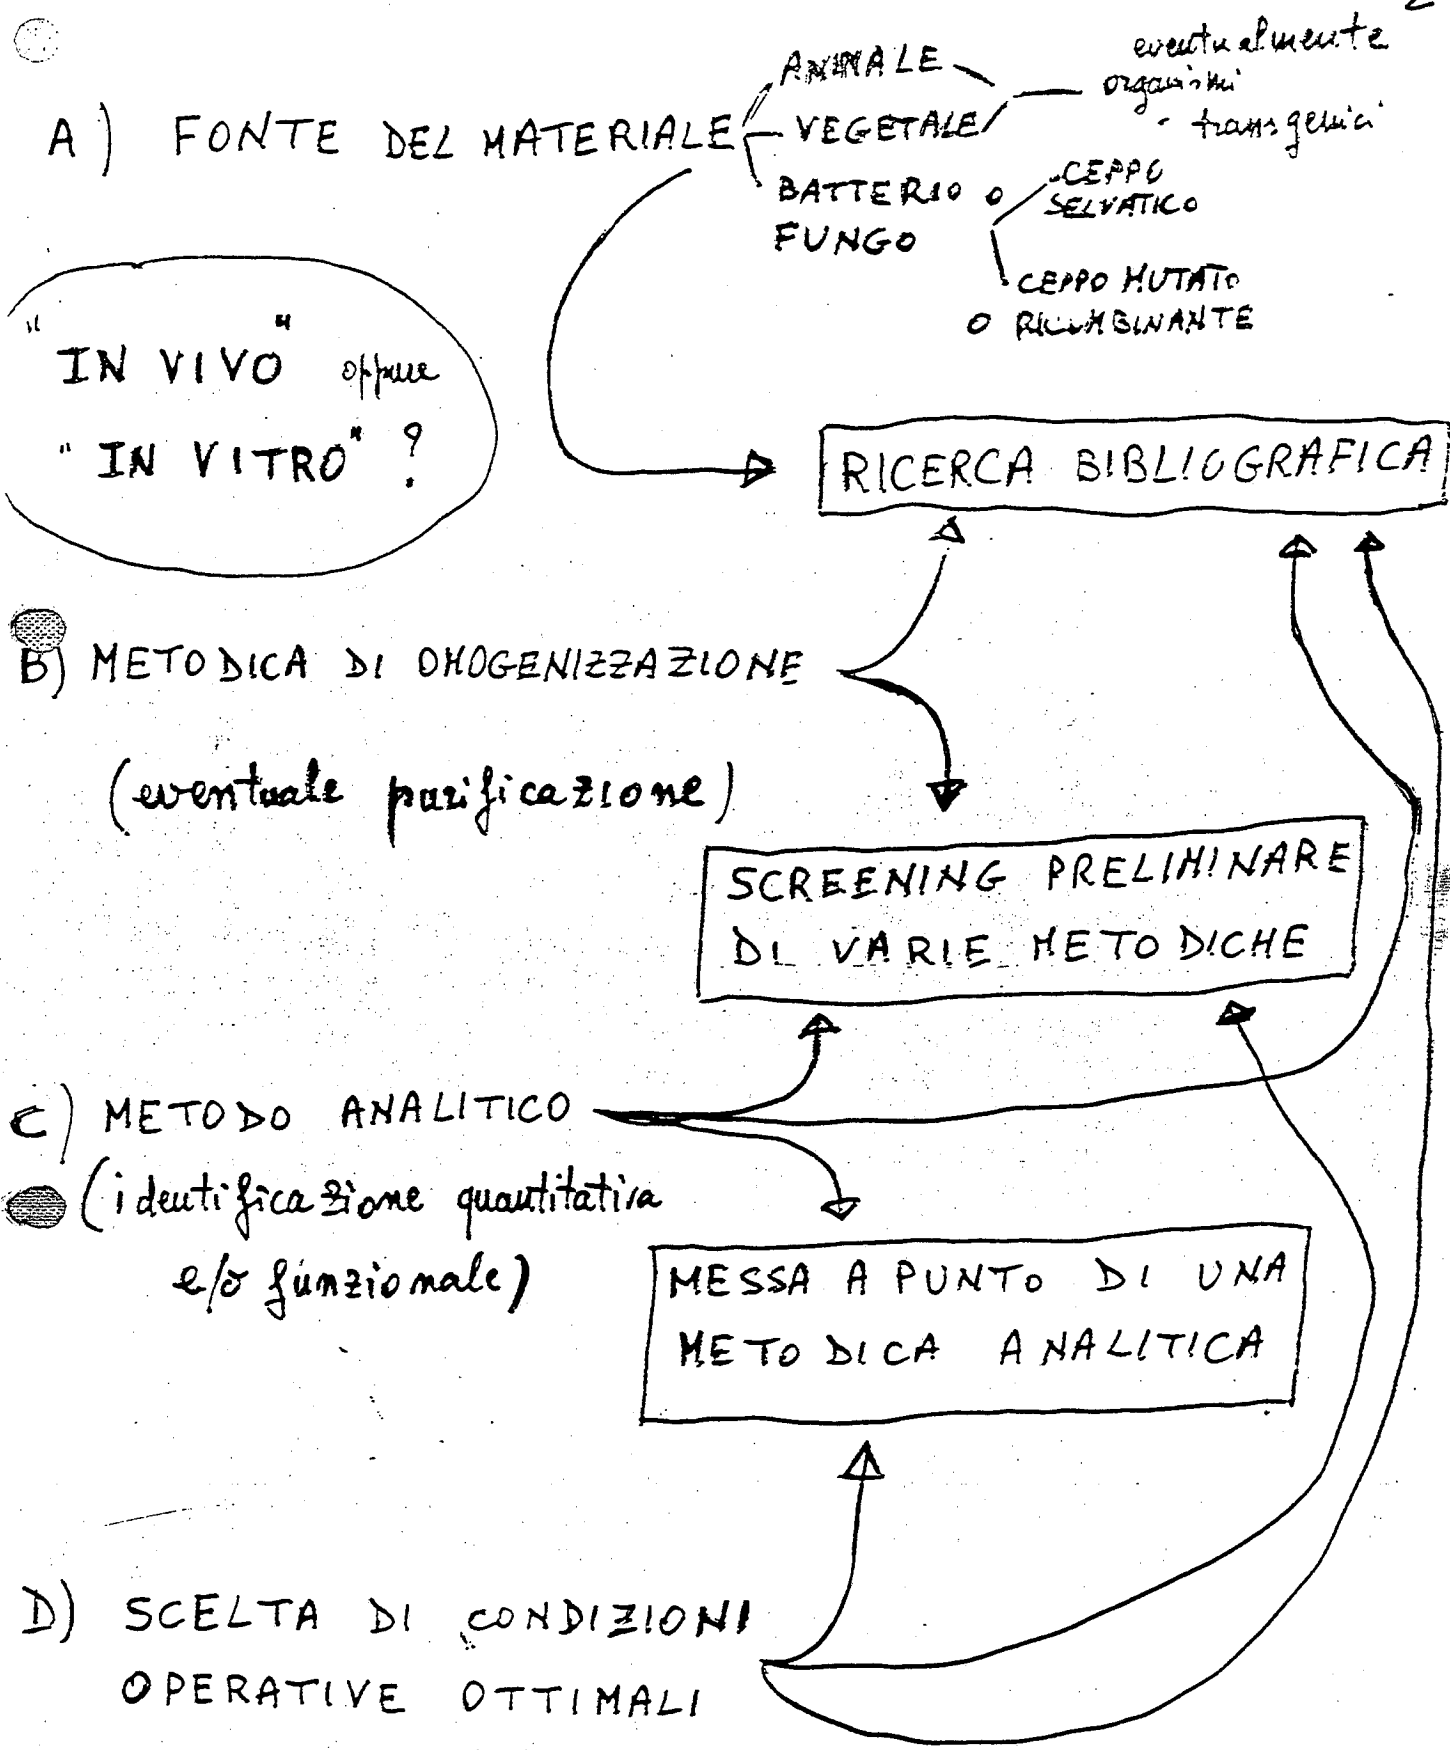 2
A) FONTE DEL MATERIALE
ANIMALE
VEGETALE
eventualmente
organismi
transgenici
BATTERIO O
FUNGO
CEPPO
SELVATICO
CEPPO MUTATO
O RICOMBINANTE
"IN VIVO" oppure
"IN VITRO" ?
RICERCA BIBLIOGRAFICA
B) METODICA DI OMOGENIZZAZIONE
(eventuale purificazione)
SCREENING PRELIMINARE
DI VARIE METODICHE
C) METODO ANALITICO
(identificazione quantitativa
e/o funzionale)
MESSA A PUNTO DI UNA
METODICA ANALITICA
D) SCELTA DI CONDIZIONI
OPERATIVE OTTIMALI